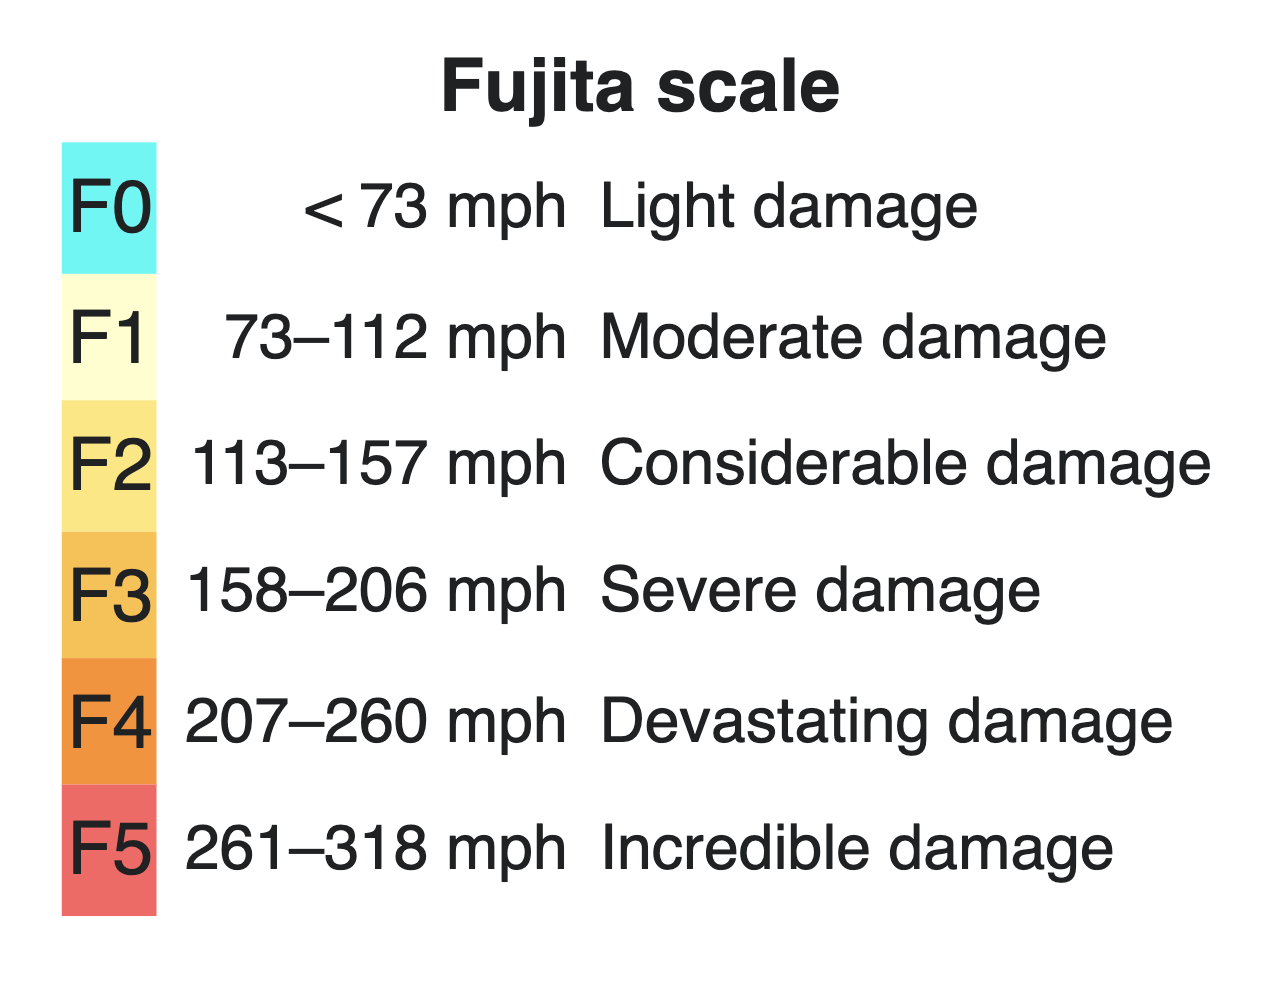 Fujita scale
F0 < 73 mph Light damage
F1 73–112 mph Moderate damage
F2 113–157 mph Considerable damage
F3 158–206 mph Severe damage
F4 207–260 mph Devastating damage
F5 261–318 mph Incredible damage